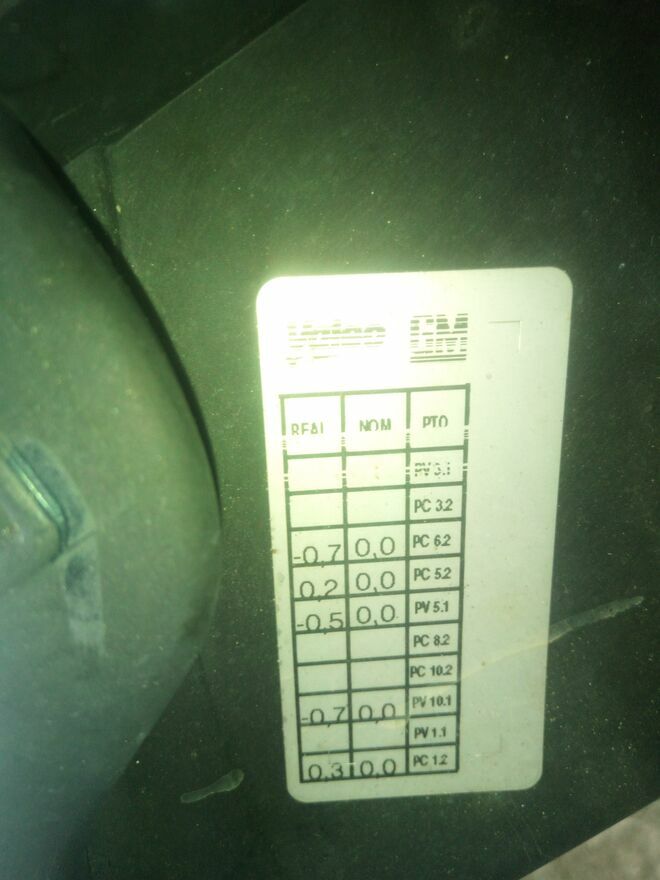 Valeo GM
REAL NOM PTO
PV 3.1
PC 3.2
-0,7 0,0 PC 6.2
0,2 0,0 PC 5.2
-0,5 0,0 PV 5.1
PC 8.2
PC 10.2
-0,7 0,0 PV 10.1
PV 1.1
0,3 0,0 PC 1.2